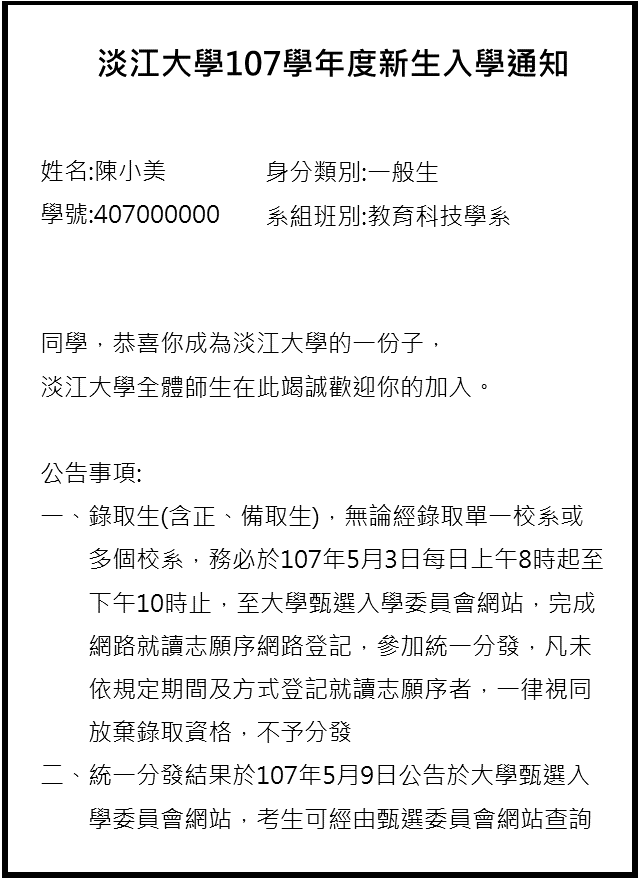 淡江大學107學年度新生入學通知
姓名:陳小美 身分類別:一般生
學號:407000000 系組班別:教育科技學系
同學，恭喜你成為淡江大學的一份子，
淡江大學全體師生在此竭誠歡迎你的加入。
公告事項:
一、錄取生(含正、備取生)，無論經錄取單一校系或
多個校系，務必於107年5月3日每日上午8時起至
下午10時止，至大學甄選入學委員會網站，完成
網路就讀志願序網路登記，參加統一分發，凡未
依規定期間及方式登記就讀志願序者，一律視同
放棄錄取資格，不予分發
二、統一分發結果於107年5月9日公告於大學甄選入
學委員會網站，考生可經由甄選委員會網站查詢